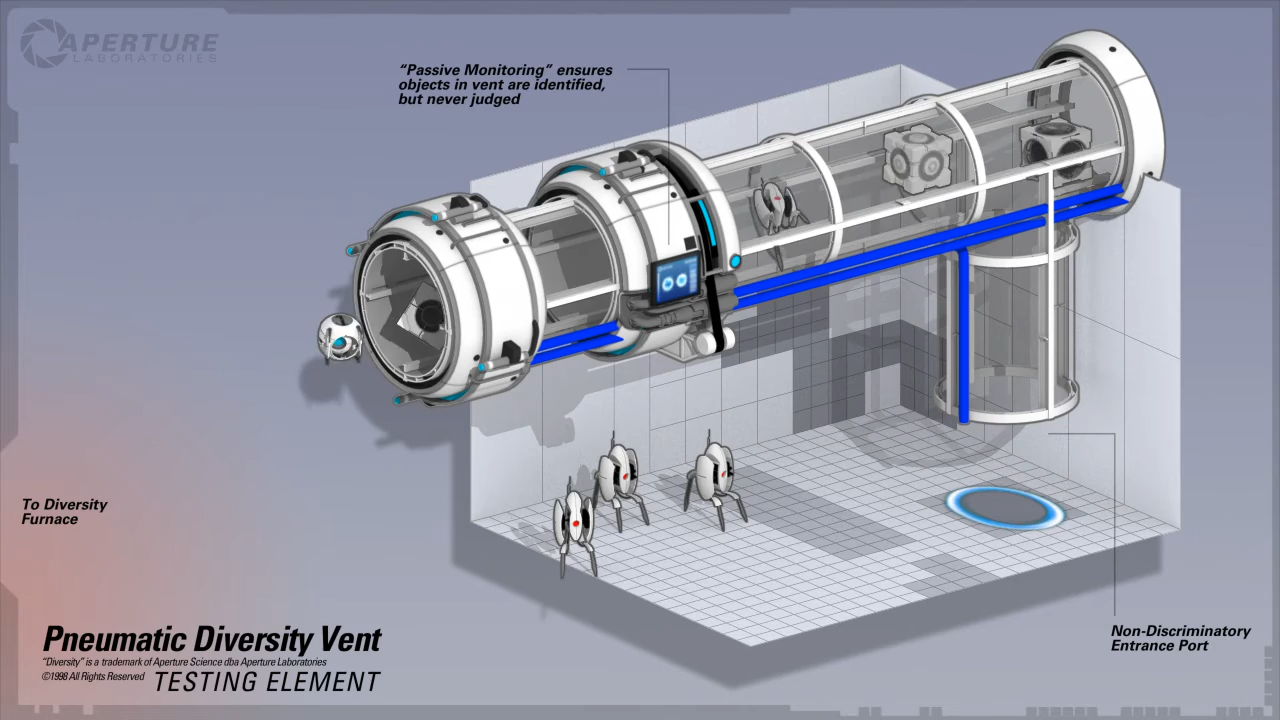 APERTURE
LABORATORIES
“Passive Monitoring” ensures
objects in vent are identified,
but never judged
To Diversity
Furnace
Non-Discriminatory
Entrance Port
Pneumatic Diversity Vent
“Diversity” is a trademark of Aperture Science dba Aperture Laboratories
©1998 All Rights Reserved
TESTING ELEMENT